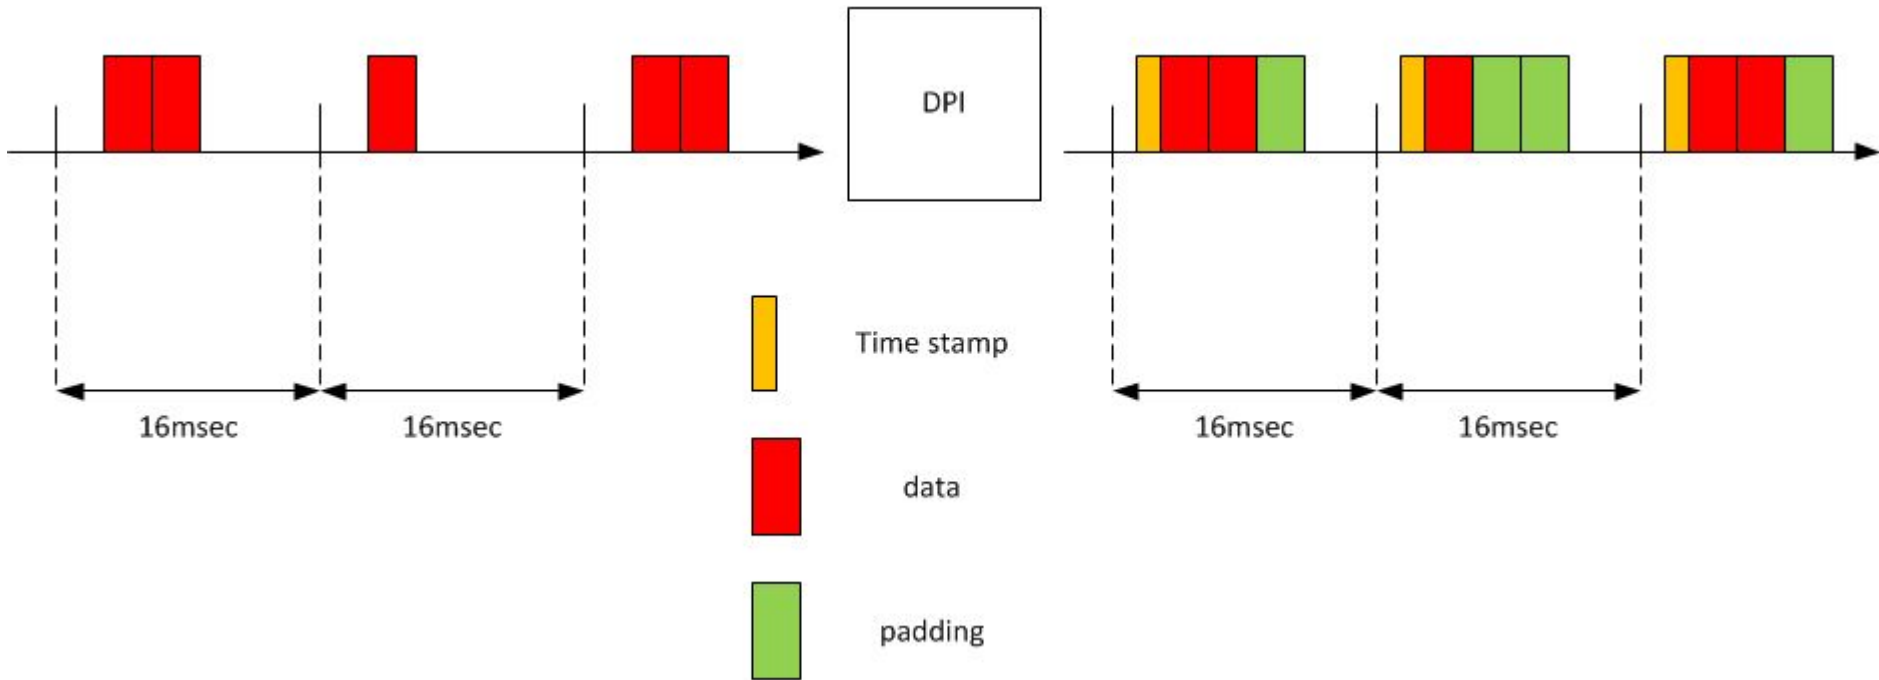 DPI
Time stamp
16msec
16msec
16msec
16msec
data
padding